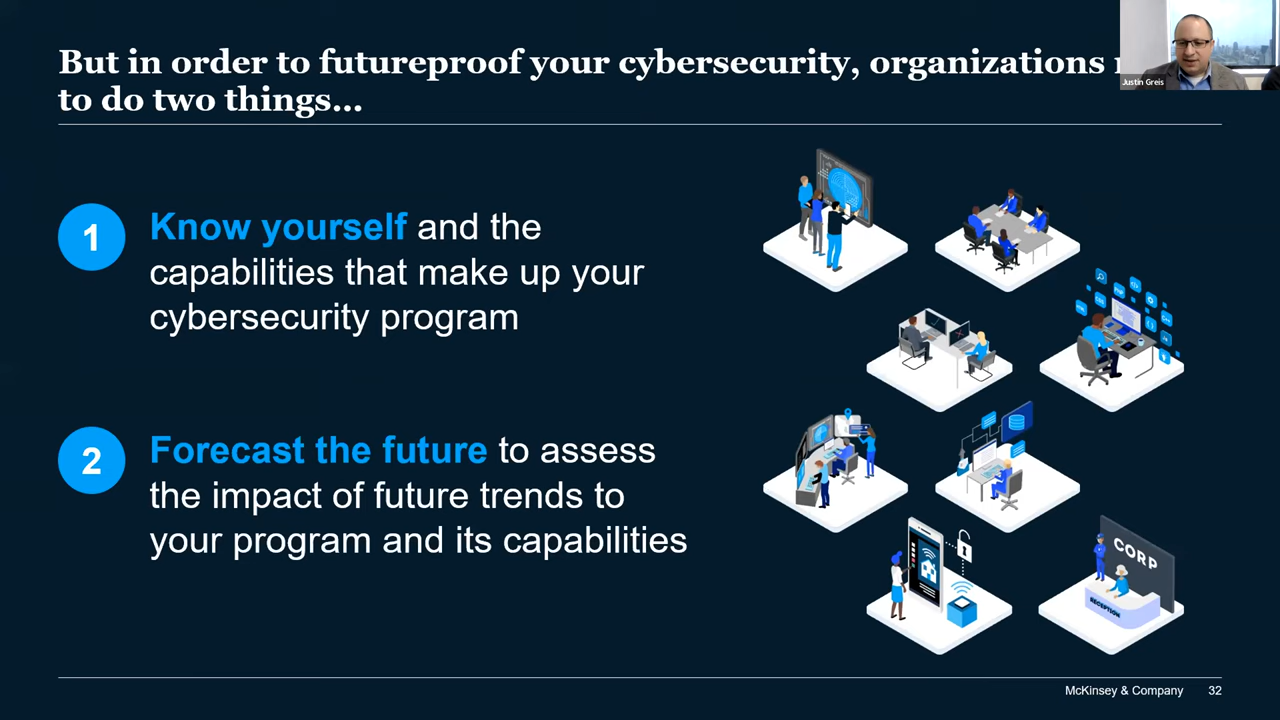 But in order to futureproof your cybersecurity, organizations
to do two things...
Justin Greis
1
Know yourself and the
capabilities that make up your
cybersecurity program
2
Forecast the future to assess
the impact of future trends to
your program and its capabilities
CORP
RECEPTION
McKinsey & Company
32